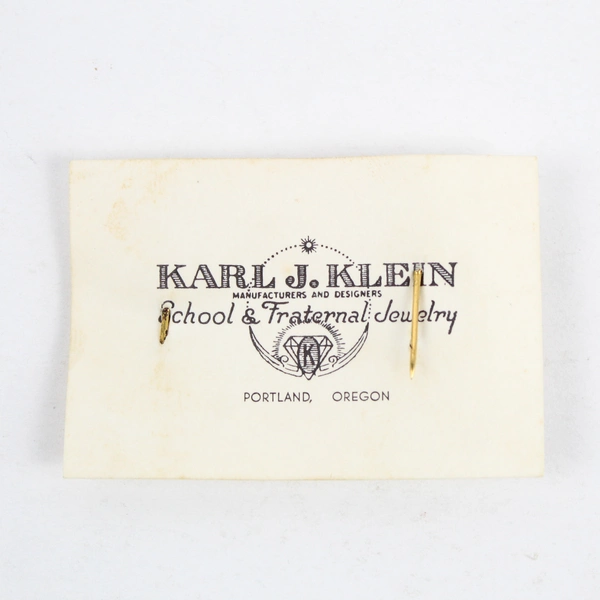 KARL J. KLEIN
MANUFACTURERS AND DESIGNERS
School & Fraternal Jewelry
K
PORTLAND, OREGON